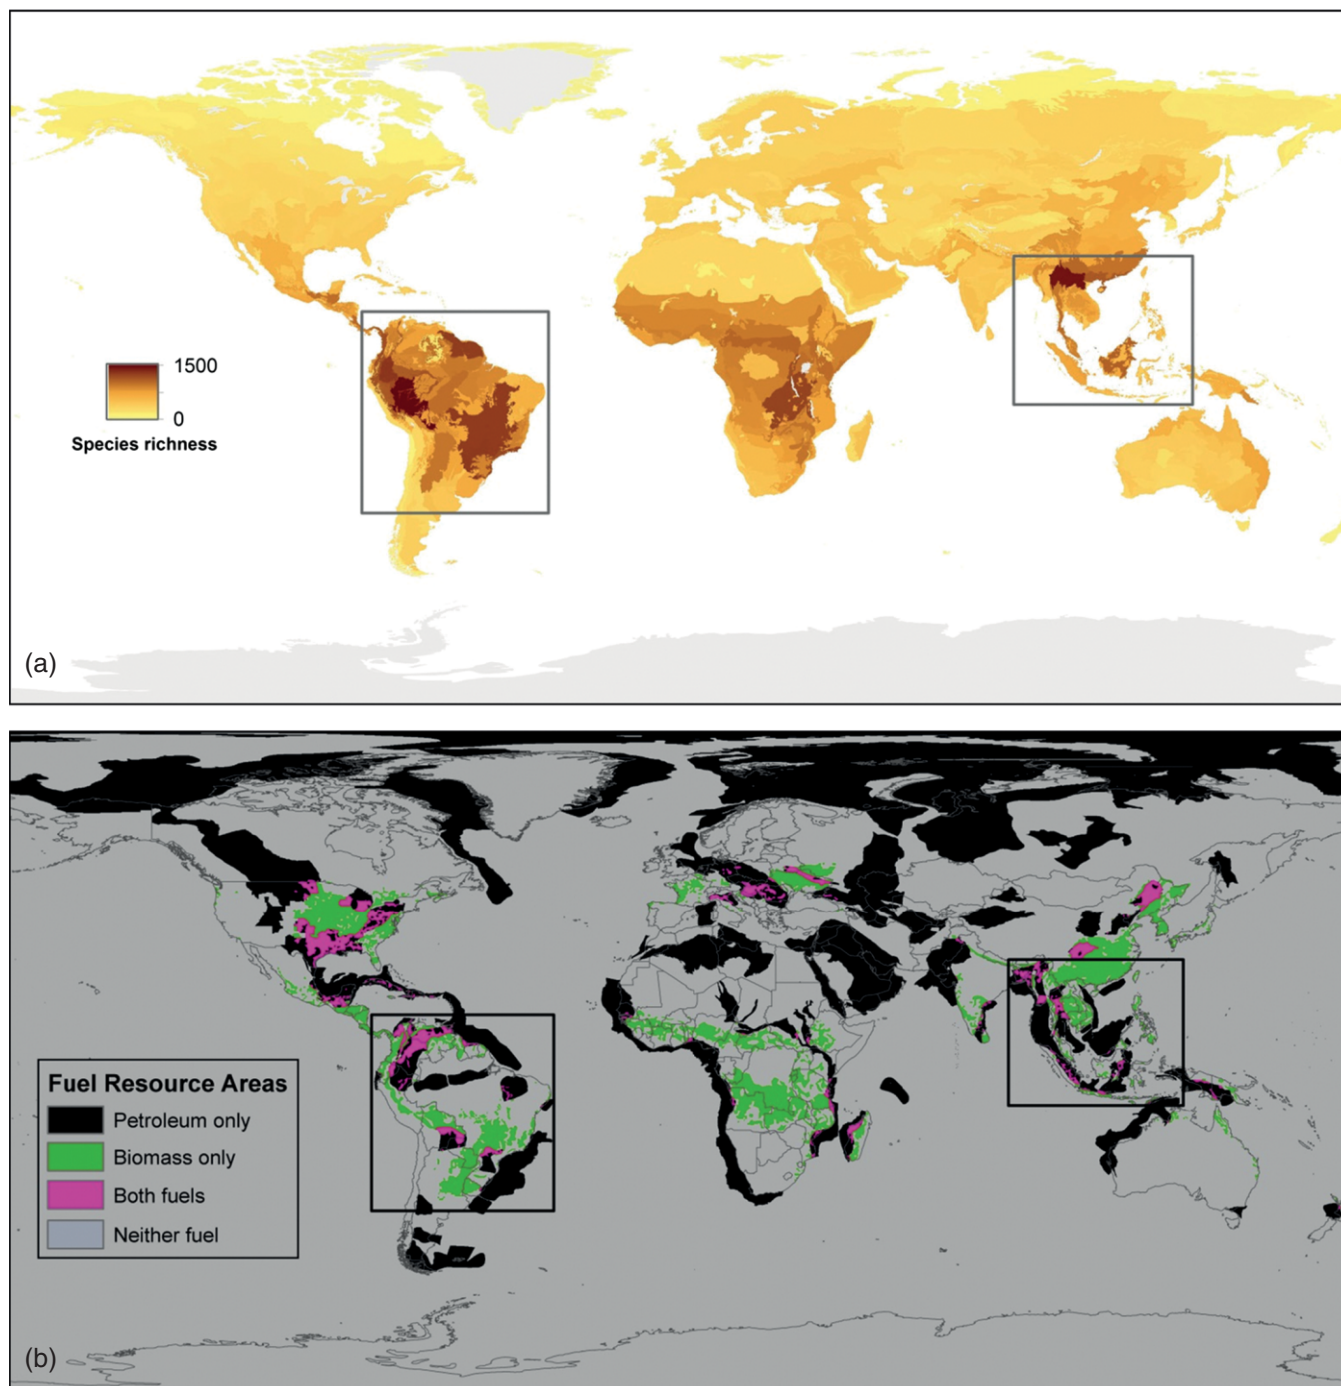 1500
0
Species richness
(a)
Fuel Resource Areas
Petroleum only
Biomass only
Both fuels
Neither fuel
(b)